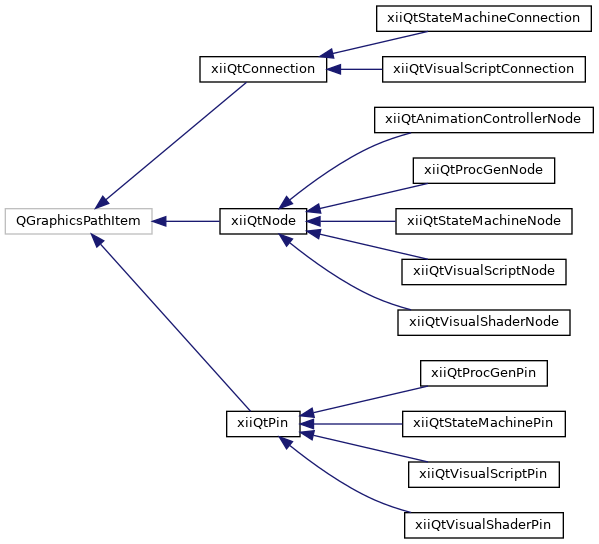 xiiQtStateMachineConnection
xiiQtConnection
xiiQtVisualScriptConnection
xiiQtAnimationControllerNode
xiiQtProcGenNode
QGraphicsPathItem
xiiQtNode
xiiQtStateMachineNode
xiiQtVisualScriptNode
xiiQtVisualShaderNode
xiiQtProcGenPin
xiiQtPin
xiiQtStateMachinePin
xiiQtVisualScriptPin
xiiQtVisualShaderPin